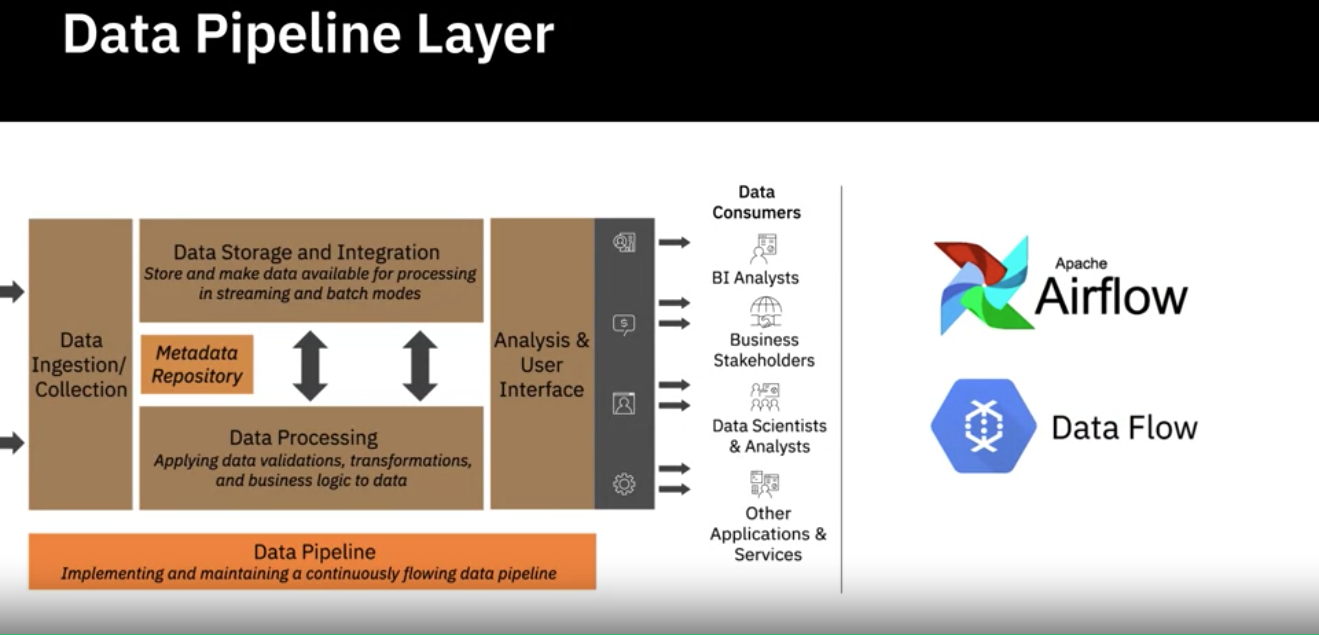 Data Pipeline Layer
Data
Ingestion/
Collection
Data Storage and Integration
Store and make data available for processing
in streaming and batch modes
Metadata
Repository
Data Processing
Applying data validations, transformations,
and business logic to data
Analysis &
User
Interface
$
Data
Consumers
BI Analysts
Business
Stakeholders
Data Scientists
& Analysts
Other
Applications &
Services
Data Pipeline
Implementing and maintaining a continuously flowing data pipeline
Apache
Airflow
Data Flow